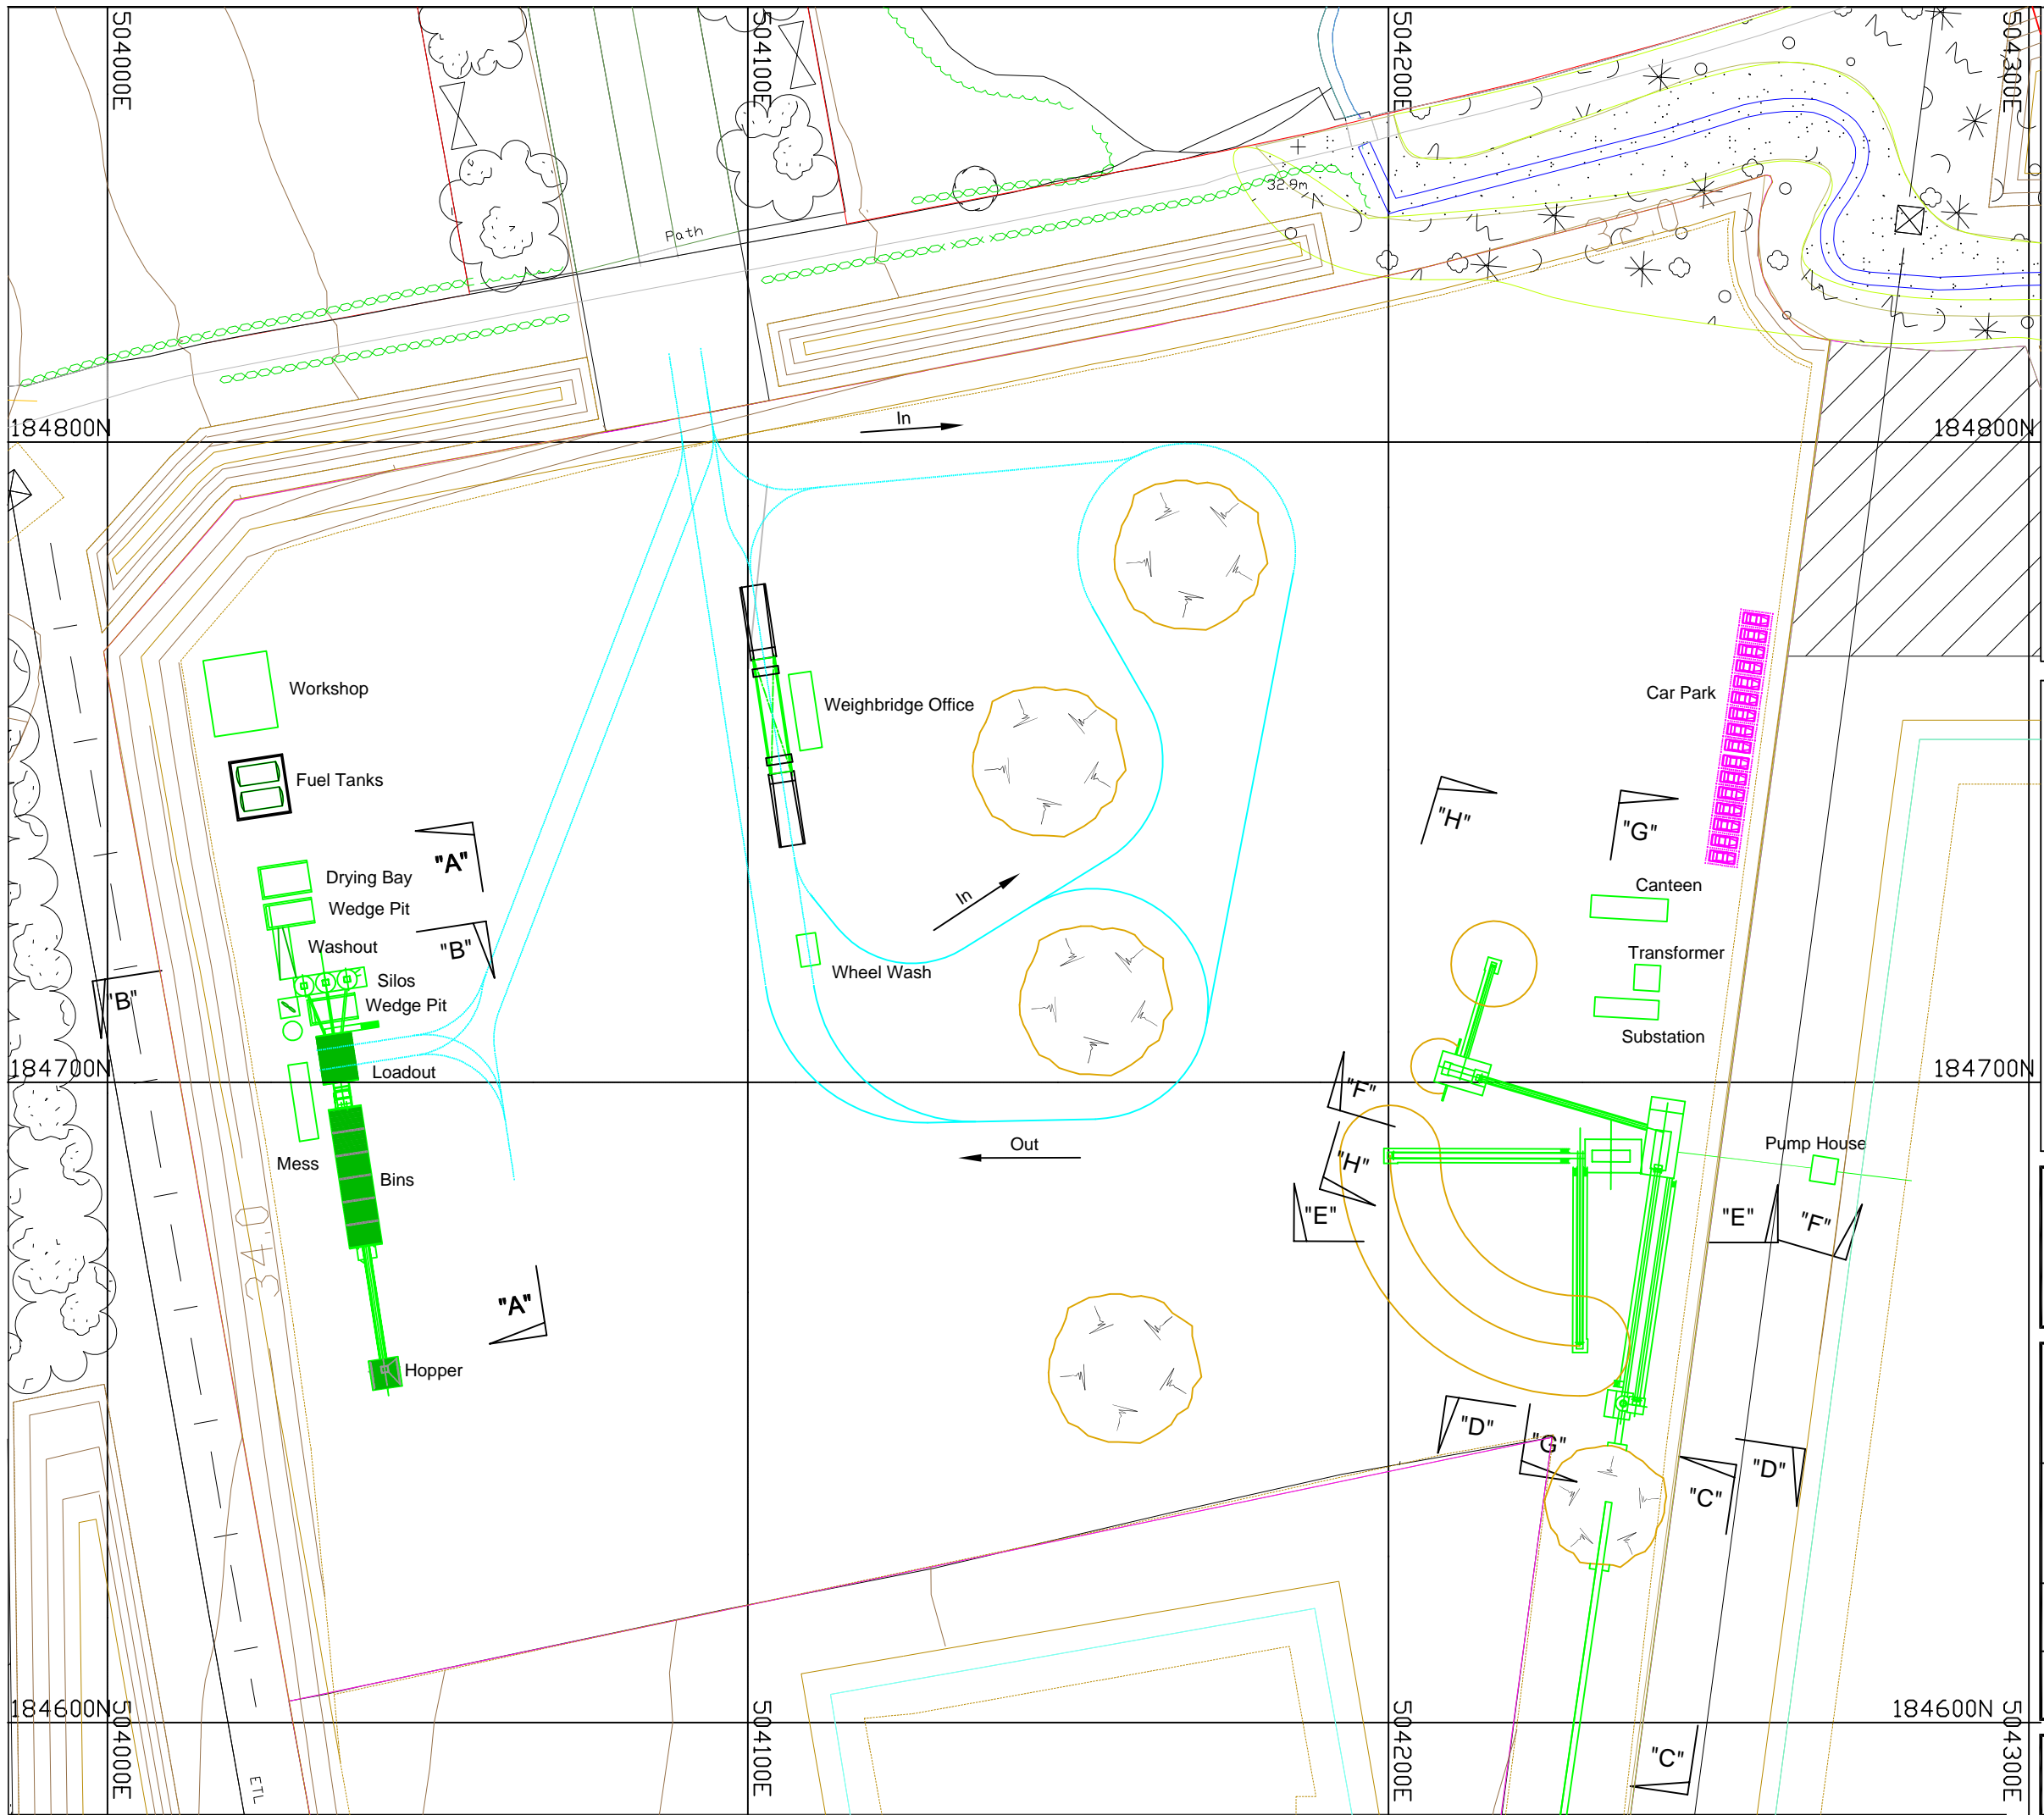 504000E
504100E
504200E
504300E
32.9m
32.0
Path
In
184800N
184800N
Workshop
Weighbridge Office
Car Park
Fuel Tanks
"H"
"G"
"A"
Drying Bay
Canteen
In
Wedge Pit
Washout
"B"
Transformer
Wheel Wash
Silos
"B"
Wedge Pit
Substation
184700N
184700N
Loadout
"F"
Out
Pump House
Mess
"H"
Bins
"E"
"E"
"F"
34.0
"A"
Hopper
"D"
"G"
"D"
"C"
184600N
184600N
"C"
504000E
504100E
504200E
504300E
ETL